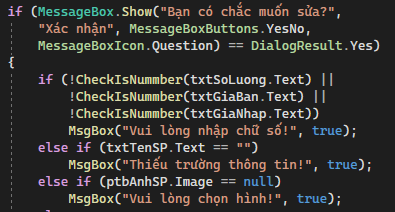 if (MessageBox.Show("Bạn có chắc muốn sửa?",
"Xác nhận", MessageBoxButtons.YesNo,
MessageBoxIcon.Question) == DialogResult.Yes)
{
if (!CheckIsNummber(txtSoLuong.Text) ||
!CheckIsNummber(txtGiaBan.Text) ||
!CheckIsNummber(txtGiaNhap.Text))
MsgBox("Vui lòng nhập chữ số!", true);
else if (txtTenSP.Text == "")
MsgBox("Thiếu trường thông tin!", true);
else if (ptbAnhSP.Image == null)
MsgBox("Vui lòng chọn hình!", true);